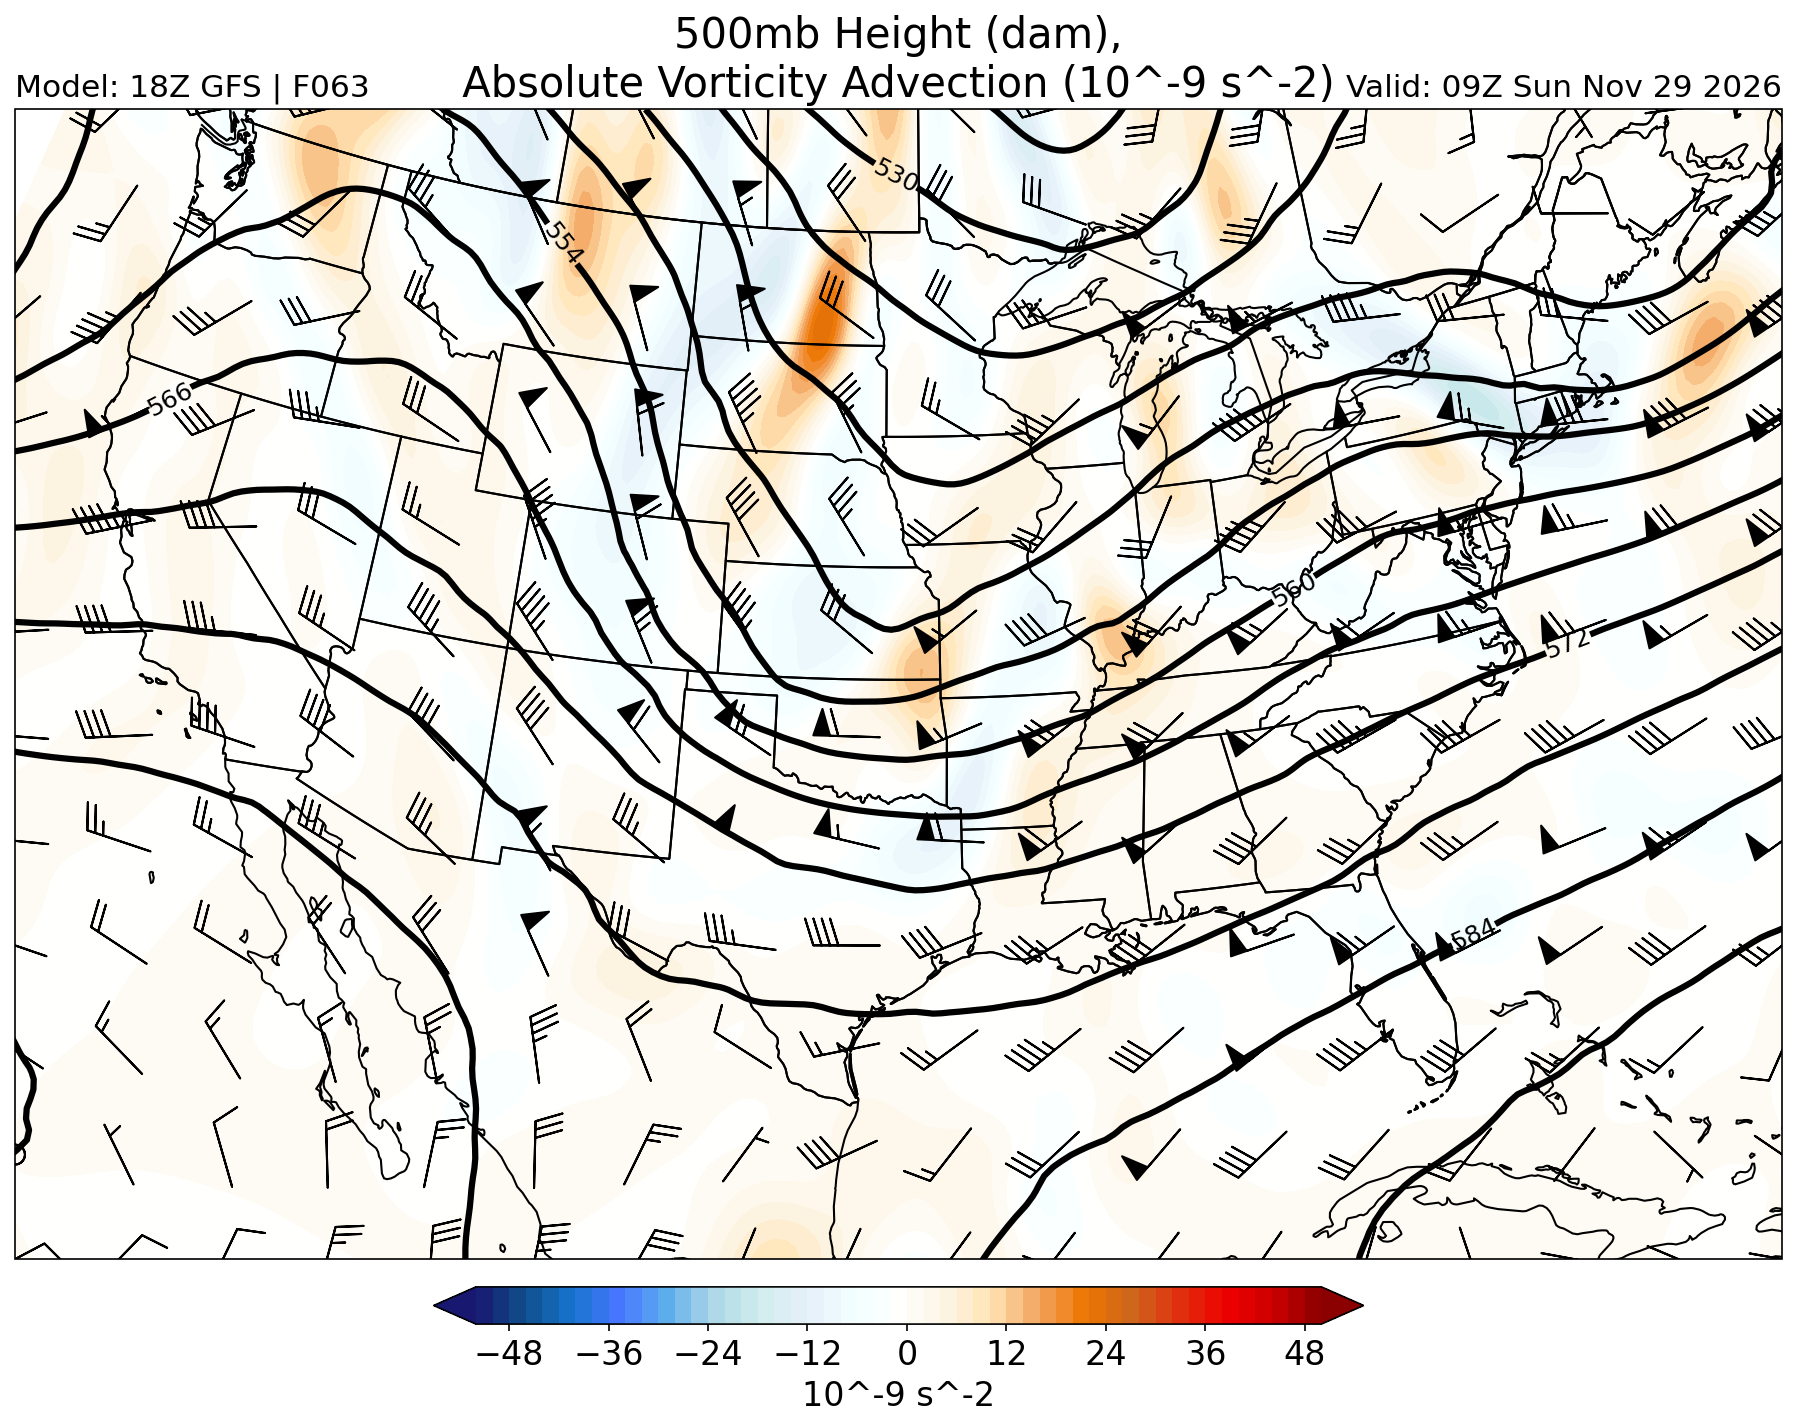 500mb Height (dam),
Model: 18Z GFS | F063
Absolute Vorticity Advection (10^-9 s^-2)
Valid: 09Z Sun Nov 29 2026
530
554
566
560
572
584
−48 −36 −24 −12 0 12 24 36 48
10^-9 s^-2